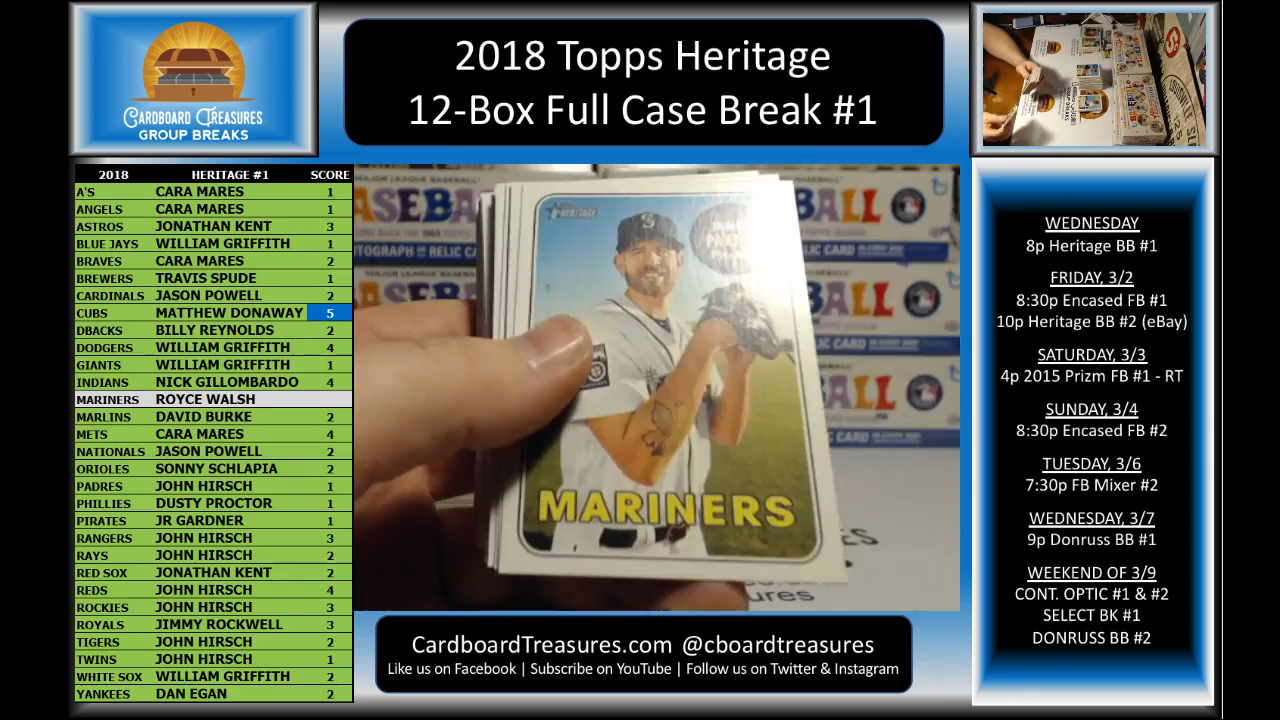 CARDBOARD TREASURES
GROUP BREAKS
2018 Topps Heritage
12-Box Full Case Break #1
2018 HERITAGE #1 SCORE
A'S CARA MARES 1
ANGELS CARA MARES 1
ASTROS JONATHAN KENT 3
BLUE JAYS WILLIAM GRIFFITH 1
BRAVES CARA MARES 2
BREWERS TRAVIS SPUDE 1
CARDINALS JASON POWELL 2
CUBS MATTHEW DONAWAY 5
DBACKS BILLY REYNOLDS 2
DODGERS WILLIAM GRIFFITH 4
GIANTS WILLIAM GRIFFITH 1
INDIANS NICK GILLOMBARDO 4
MARINERS ROYCE WALSH
MARLINS DAVID BURKE 2
METS CARA MARES 4
NATIONALS JASON POWELL 2
ORIOLES SONNY SCHLAPIA 2
PADRES JOHN HIRSCH 1
PHILLIES DUSTY PROCTOR 1
PIRATES JR GARDNER 1
RANGERS JOHN HIRSCH 3
RAYS JOHN HIRSCH 2
RED SOX JONATHAN KENT 2
REDS JOHN HIRSCH 4
ROCKIES JOHN HIRSCH 3
ROYALS JIMMY ROCKWELL 3
TIGERS JOHN HIRSCH 2
TWINS JOHN HIRSCH 1
WHITE SOX WILLIAM GRIFFITH 2
YANKEES DAN EGAN 2
HERITAGE
MARINERS
CardboardTreasures.com @cboardtreasures
Like us on Facebook | Subscribe on YouTube | Follow us on Twitter & Instagram
WEDNESDAY
8p Heritage BB #1
FRIDAY, 3/2
8:30p Encased FB #1
10p Heritage BB #2 (eBay)
SATURDAY, 3/3
4p 2015 Prizm FB #1 - RT
SUNDAY, 3/4
8:30p Encased FB #2
TUESDAY, 3/6
7:30p FB Mixer #2
WEDNESDAY, 3/7
9p Donruss BB #1
WEEKEND OF 3/9
CONT. OPTIC #1 & #2
SELECT BK #1
DONRUSS BB #2